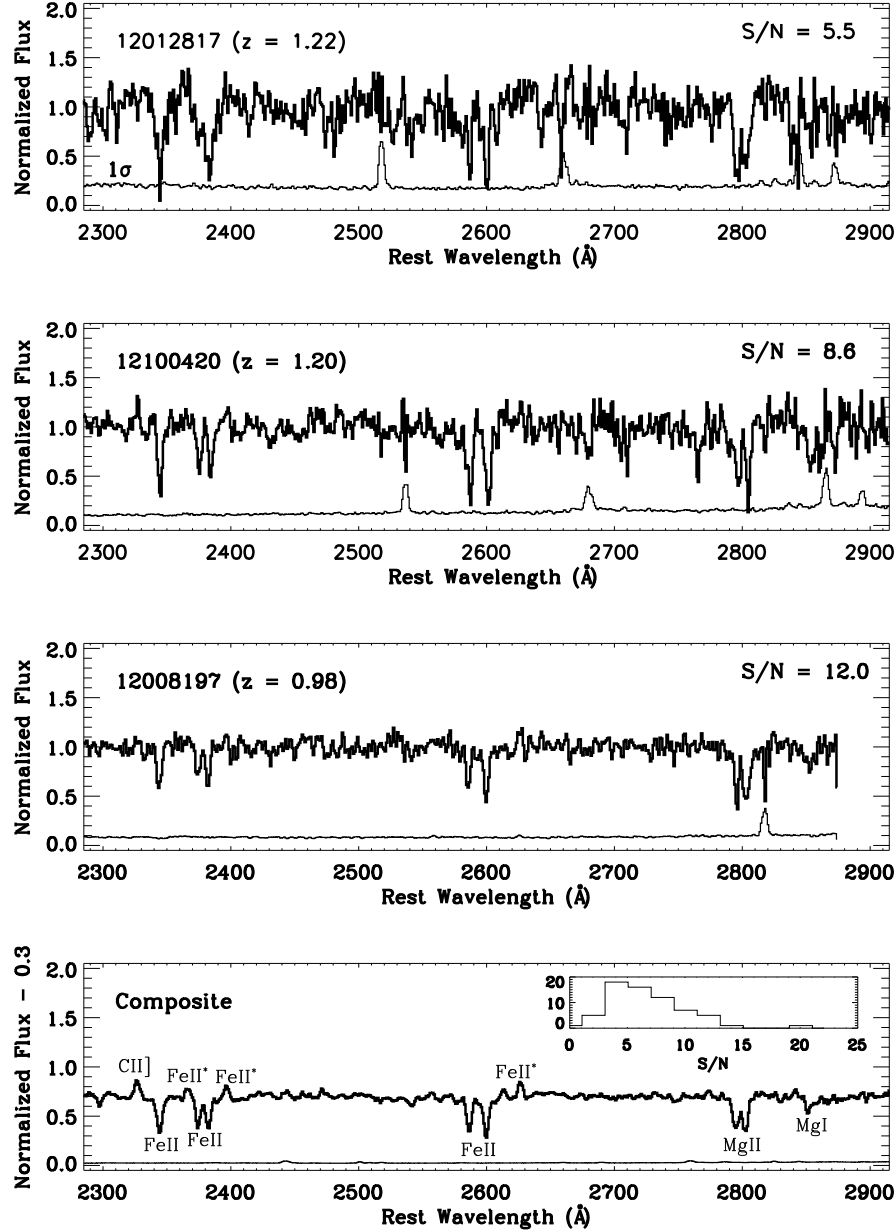 2.0
1.5
1.0
0.5
0.0
Normalized Flux
12012817 (z = 1.22)
S/N = 5.5
1σ
2300 2400 2500 2600 2700 2800 2900
Rest Wavelength (Å)
2.0
1.5
1.0
0.5
0.0
Normalized Flux
12100420 (z = 1.20)
S/N = 8.6
2300 2400 2500 2600 2700 2800 2900
Rest Wavelength (Å)
2.0
1.5
1.0
0.5
0.0
Normalized Flux
12008197 (z = 0.98)
S/N = 12.0
2300 2400 2500 2600 2700 2800 2900
Rest Wavelength (Å)
2.0
1.5
1.0
0.5
0.0
Normalized Flux - 0.3
Composite
20
10
0
0 5 10 15 20 25
S/N
CII]
FeII*
FeII*
FeII*
FeII
FeII
FeII
MgII
MgI
2300 2400 2500 2600 2700 2800 2900
Rest Wavelength (Å)